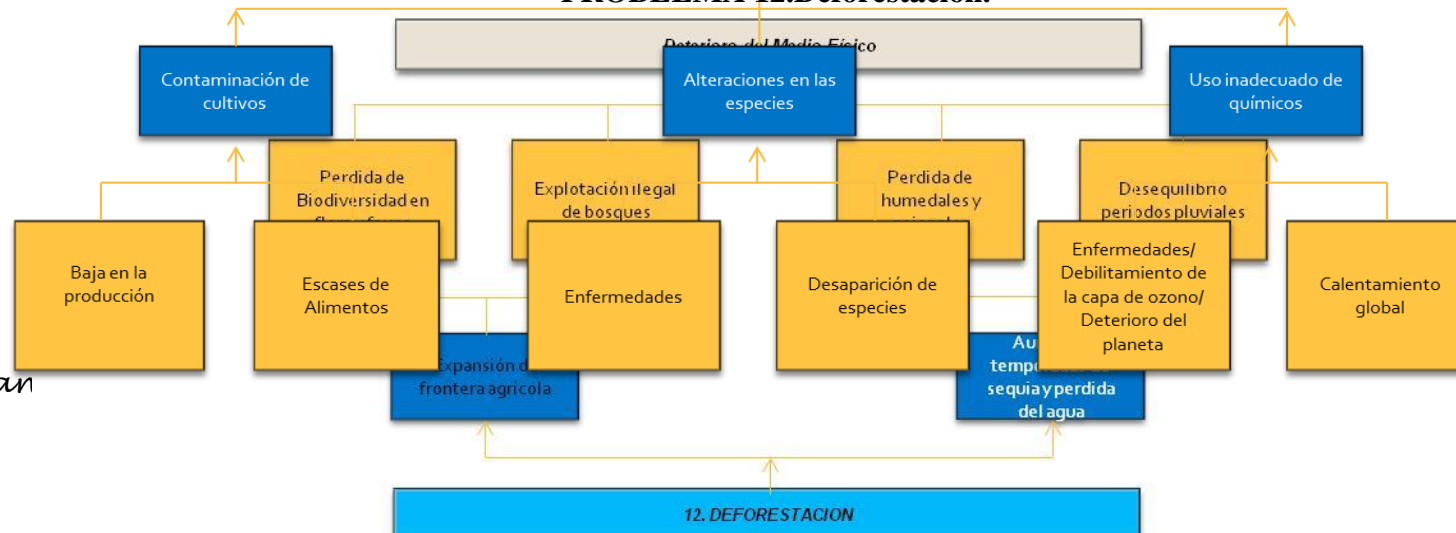 PROBLEMA 12.Deforestación.
Deterioro del Medio Físico
Contaminación de
cultivos
Alteraciones en las
especies
Uso inadecuado de
químicos
Perdida de
Biodiversidad en
Explotación ilegal
de bosques
Perdida de
humedales y
Desequilibrio
periodos pluviales
Baja en la
producción
Escases de
Alimentos
Enfermedades
Desaparición de
especies
Enfermedades/
Debilitamiento de
la capa de ozono/
Deterioro del
planeta
Calentamiento
global
Expansión
frontera agrícola
sequia y perdida
del agua
12. DEFORESTACION